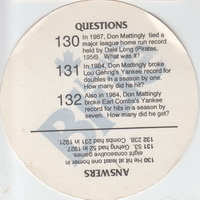 QUESTIONS
130 In 1987, Don Mattingly tied a
major league home run record
held by Dale Long (Pirates,
1956). What was it?
131 In 1984, Don Mattingly broke
Lou Gehrig's Yankee record for
doubles in a season by one.
How many did he hit?
132 Also in 1984, Don Mattingly
broke Earl Combs's Yankee
record for hits in a season by
seven. How many did he get?
ANSWERS
130 He hit at least one homer in
eight consecutive games.
131 53. Gehrig had 52 in 1927.
132 238. Combs had 231 in 1927.